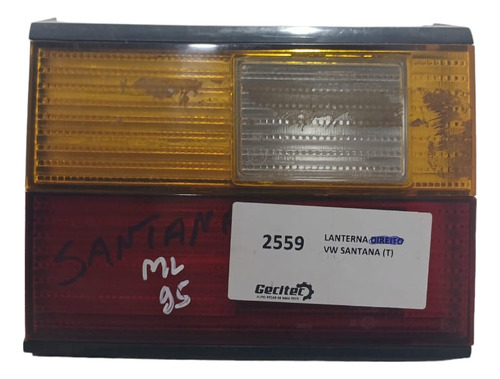 SANTANA
ML
95
2559
LANTERNA DIREITO
VW SANTANA (T)
Gecitec